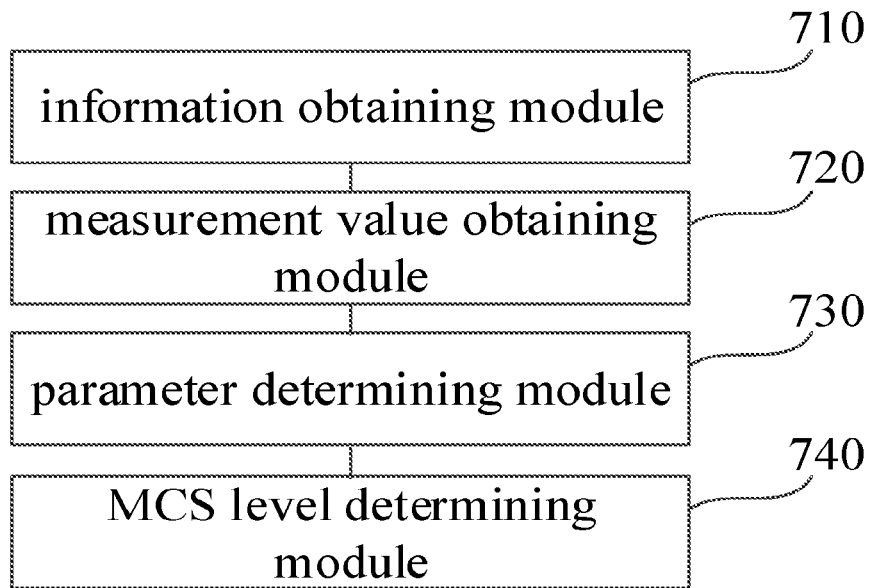 710
information obtaining module
720
measurement value obtaining
module
730
parameter determining module
740
MCS level determining
module